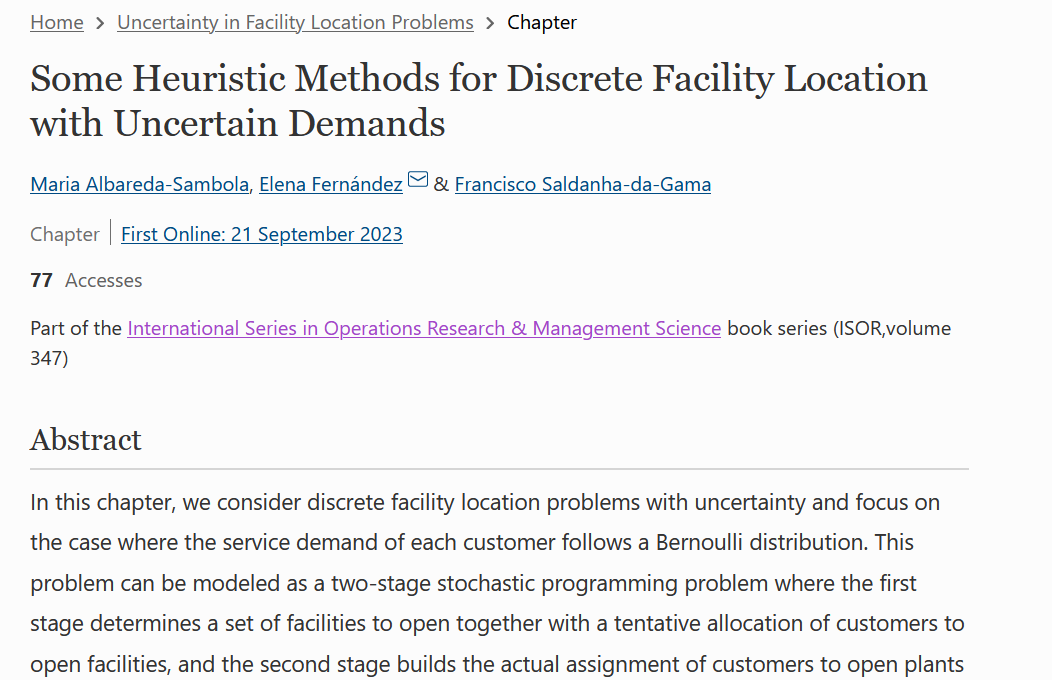 Home > Uncertainty in Facility Location Problems > Chapter
Some Heuristic Methods for Discrete Facility Location
with Uncertain Demands
Maria Albareda-Sambola, Elena Fernández & Francisco Saldanha-da-Gama
Chapter | First Online: 21 September 2023
77 Accesses
Part of the International Series in Operations Research & Management Science book series (ISOR,volume
347)
Abstract
In this chapter, we consider discrete facility location problems with uncertainty and focus on
the case where the service demand of each customer follows a Bernoulli distribution. This
problem can be modeled as a two-stage stochastic programming problem where the first
stage determines a set of facilities to open together with a tentative allocation of customers to
open facilities, and the second stage builds the actual assignment of customers to open plants